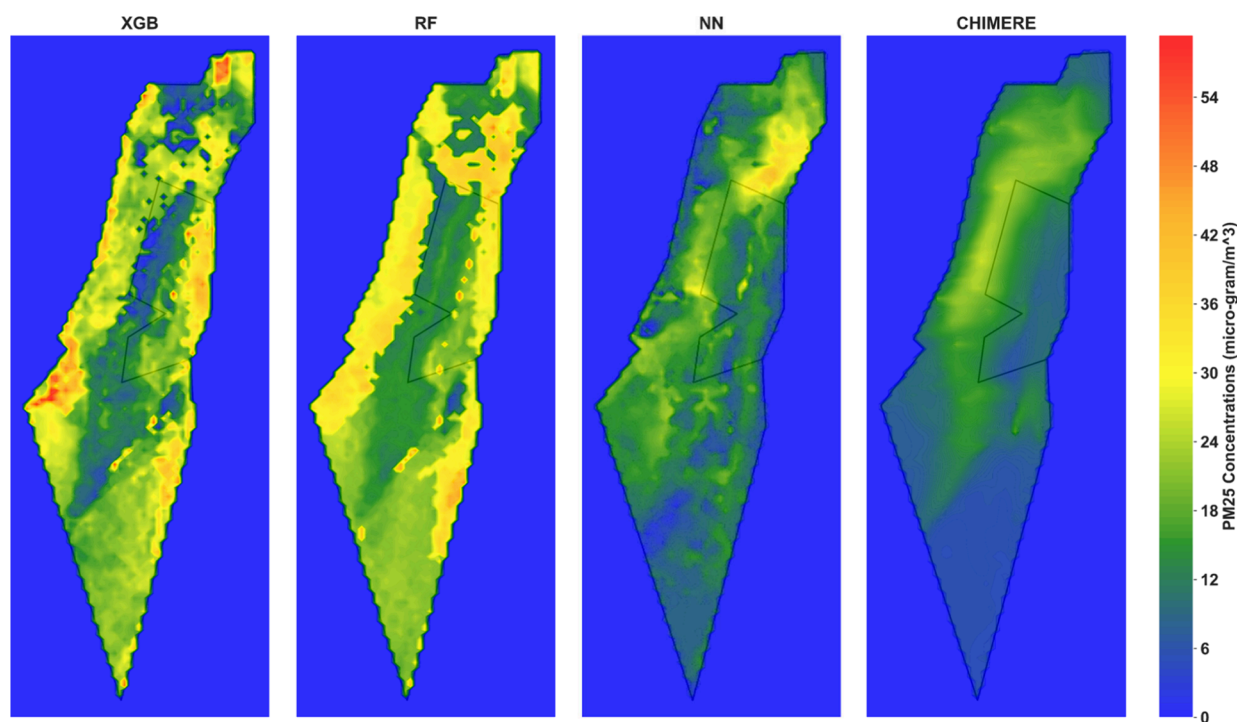 XGB
RF
NN
CHIMERE
54
48
42
36
30
24
18
12
6
0
PM25 Concentrations (micro-gram/m^3)